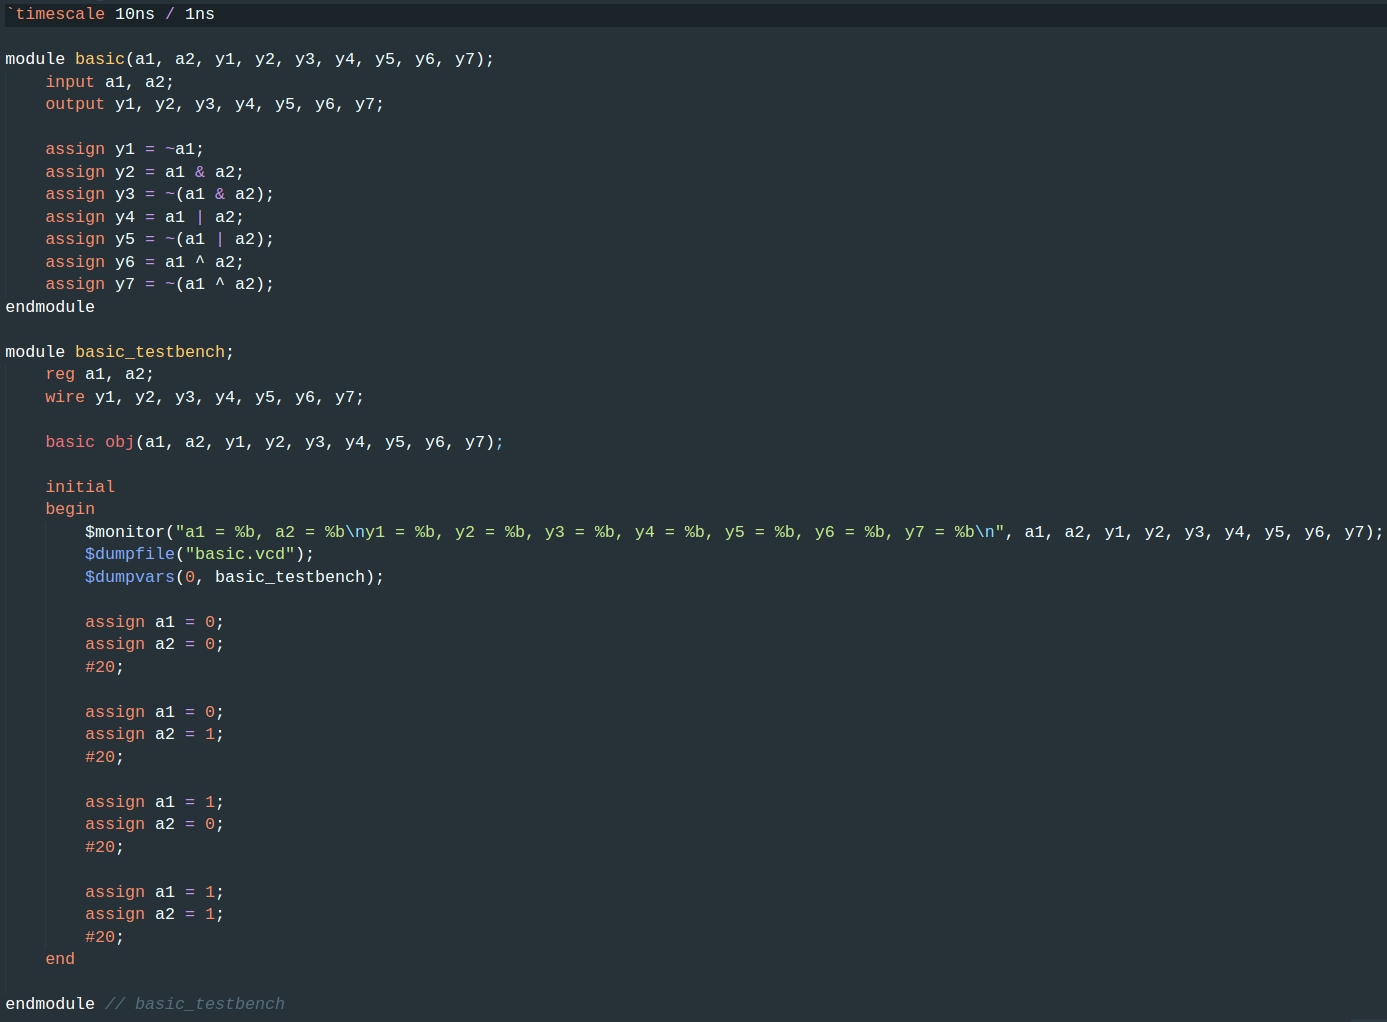 `timescale 10ns / 1ns

module basic(a1, a2, y1, y2, y3, y4, y5, y6, y7);
    input a1, a2;
    output y1, y2, y3, y4, y5, y6, y7;

    assign y1 = ~a1;
    assign y2 = a1 & a2;
    assign y3 = ~(a1 & a2);
    assign y4 = a1 | a2;
    assign y5 = ~(a1 | a2);
    assign y6 = a1 ^ a2;
    assign y7 = ~(a1 ^ a2);
endmodule

module basic_testbench;
    reg a1, a2;
    wire y1, y2, y3, y4, y5, y6, y7;

    basic obj(a1, a2, y1, y2, y3, y4, y5, y6, y7);

    initial
    begin
        $monitor("a1 = %b, a2 = %b\ny1 = %b, y2 = %b, y3 = %b, y4 = %b, y5 = %b, y6 = %b, y7 = %b\n", a1, a2, y1, y2, y3, y4, y5, y6, y7);
        $dumpfile("basic.vcd");
        $dumpvars(0, basic_testbench);

        assign a1 = 0;
        assign a2 = 0;
        #20;

        assign a1 = 0;
        assign a2 = 1;
        #20;

        assign a1 = 1;
        assign a2 = 0;
        #20;

        assign a1 = 1;
        assign a2 = 1;
        #20;
    end

endmodule // basic_testbench